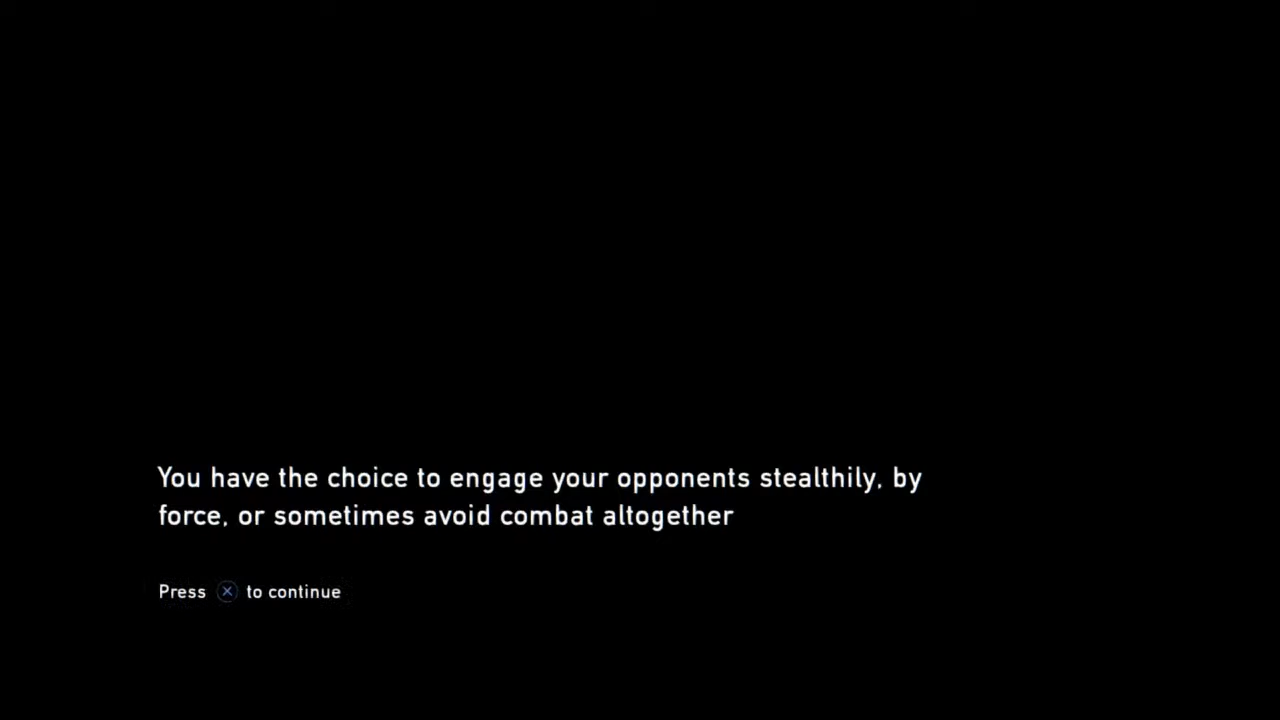 You have the choice to engage your opponents stealthily, by
force, or sometimes avoid combat altogether
Press ⓧ to continue